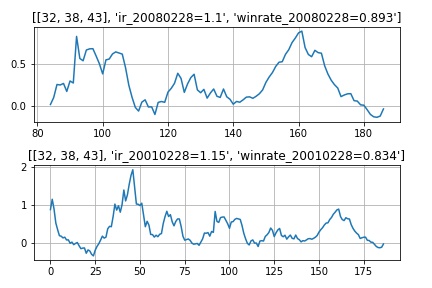 [[32, 38, 43], 'ir_20080228=1.1', 'winrate_20080228=0.893']
0.5
0.0
80 100 120 140 160 180
[[32, 38, 43], 'ir_20010228=1.15', 'winrate_20010228=0.834']
2
1
0
0 25 50 75 100 125 150 175